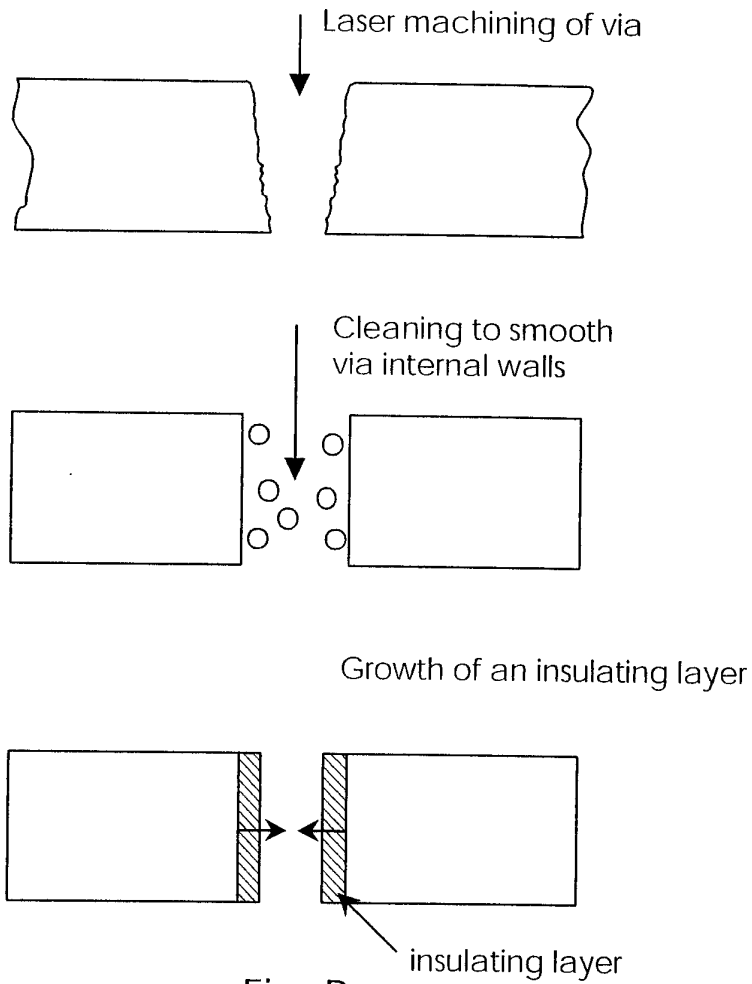 Laser machining of via
Cleaning to smooth
via internal walls
Growth of an insulating layer
insulating layer